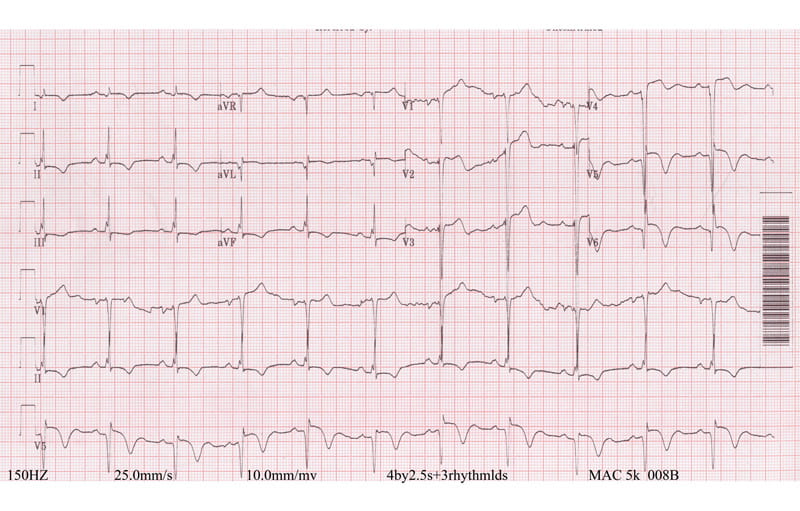 I aVR V1 V4
II aVL V2 V5
III aVF V3 V6
V1
II
V5
150HZ 25.0mm/s 10.0mm/mv 4by2.5s+3rhythmlds MAC 5k 008B